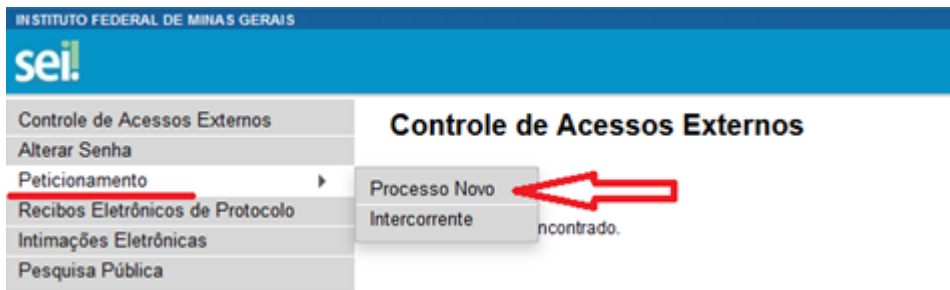 INSTITUTO FEDERAL DE MINAS GERAIS
sei!
Controle de Acessos Externos
Alterar Senha
Peticionamento
Recibos Eletrônicos de Protocolo
Intimações Eletrônicas
Pesquisa Pública
Controle de Acessos Externos
Processo Novo
Intercorrente
ncontrado.